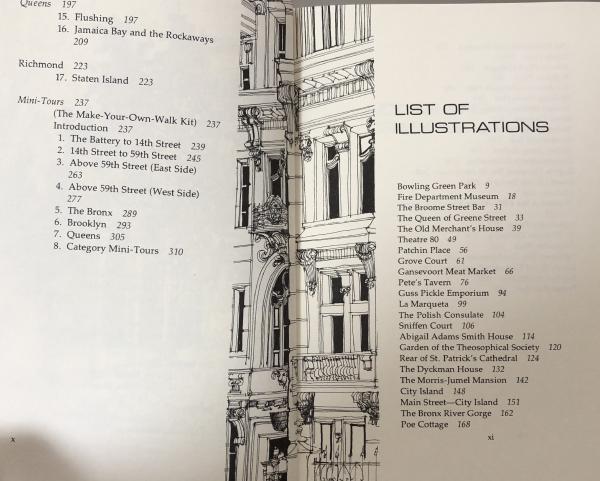 Queens 197
15. Flushing 197
16. Jamaica Bay and the Rockaways
209
Richmond 223
17. Staten Island 223
Mini-Tours 237
(The Make-Your-Own-Walk Kit) 237
Introduction 237
1. The Battery to 14th Street 239
2. 14th Street to 59th Street 245
3. Above 59th Street (East Side)
263
4. Above 59th Street (West Side)
277
5. The Bronx 289
6. Brooklyn 293
7. Queens 305
8. Category Mini-Tours 310
x
LIST OF
ILLUSTRATIONS
Bowling Green Park 9
Fire Department Museum 18
The Broome Street Bar 31
The Queen of Greene Street 33
The Old Merchant's House 39
Theatre 80 49
Patchin Place 56
Grove Court 61
Gansevoort Meat Market 66
Pete's Tavern 76
Guss Pickle Emporium 94
La Marqueta 99
The Polish Consulate 104
Sniffen Court 106
Abigail Adams Smith House 114
Garden of the Theosophical Society 120
Rear of St. Patrick's Cathedral 124
The Dyckman House 132
The Morris-Jumel Mansion 142
City Island 148
Main Street—City Island 151
The Bronx River Gorge 162
Poe Cottage 168
xi